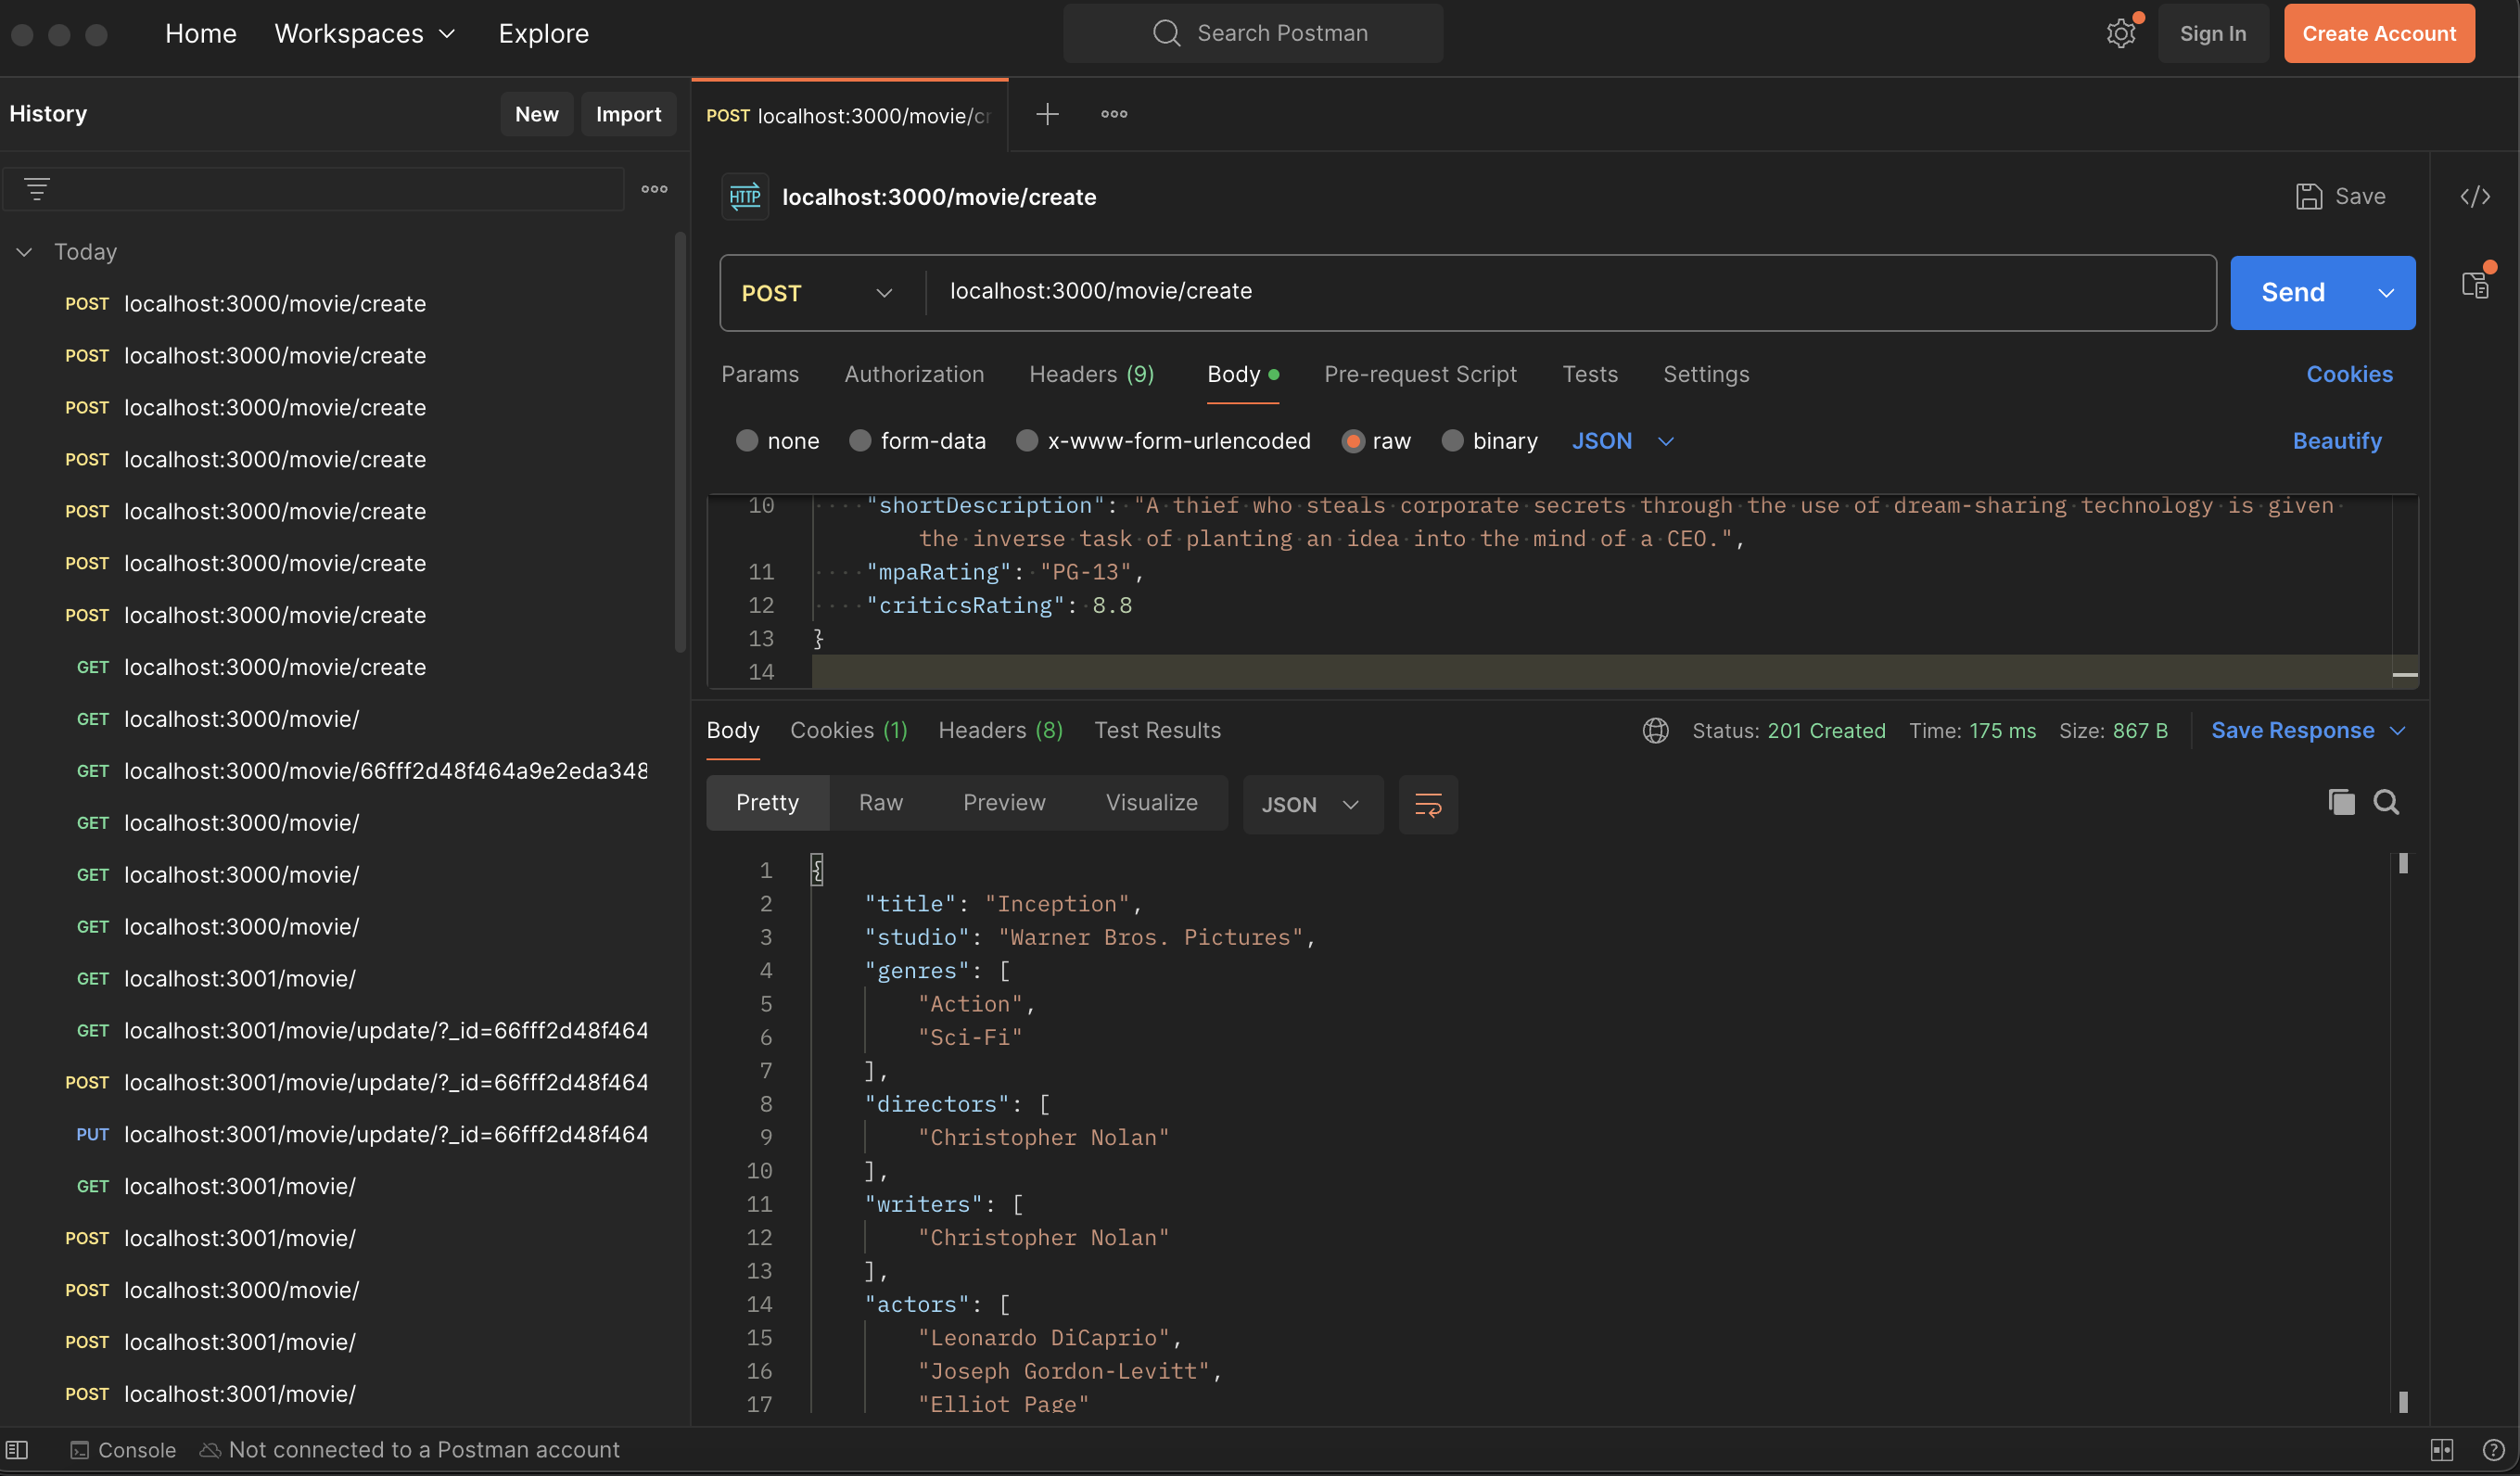 Home Workspaces Explore Search Postman Sign In Create Account
History New Import
POST localhost:3000/movie/cr
Today
POST localhost:3000/movie/create
POST localhost:3000/movie/create
POST localhost:3000/movie/create
POST localhost:3000/movie/create
POST localhost:3000/movie/create
POST localhost:3000/movie/create
POST localhost:3000/movie/create
GET localhost:3000/movie/create
GET localhost:3000/movie/
GET localhost:3000/movie/66fff2d48f464a9e2eda348
GET localhost:3000/movie/
GET localhost:3000/movie/
GET localhost:3000/movie/
GET localhost:3001/movie/
GET localhost:3001/movie/update/?_id=66fff2d48f464
POST localhost:3001/movie/update/?_id=66fff2d48f464
PUT localhost:3001/movie/update/?_id=66fff2d48f464
GET localhost:3001/movie/
POST localhost:3001/movie/
POST localhost:3000/movie/
POST localhost:3001/movie/
POST localhost:3001/movie/
HTTP localhost:3000/movie/create Save </>
POST localhost:3000/movie/create Send
Params Authorization Headers (9) Body Pre-request Script Tests Settings Cookies
none form-data x-www-form-urlencoded raw binary JSON Beautify
10 "shortDescription": "A thief who steals corporate secrets through the use of dream-sharing technology is given
the inverse task of planting an idea into the mind of a CEO.",
11 "mpaRating": "PG-13",
12 "criticsRating": 8.8
13 }
14
Body Cookies (1) Headers (8) Test Results Status: 201 Created Time: 175 ms Size: 867 B Save Response
Pretty Raw Preview Visualize JSON
1 {
2 "title": "Inception",
3 "studio": "Warner Bros. Pictures",
4 "genres": [
5 "Action",
6 "Sci-Fi"
7 ],
8 "directors": [
9 "Christopher Nolan"
10 ],
11 "writers": [
12 "Christopher Nolan"
13 ],
14 "actors": [
15 "Leonardo DiCaprio",
16 "Joseph Gordon-Levitt",
17 "Elliot Page"
Console Not connected to a Postman account